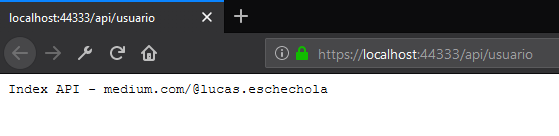 localhost:44333/api/usuario
https://localhost:44333/api/usuario
Index API - medium.com/@lucas.eschechola